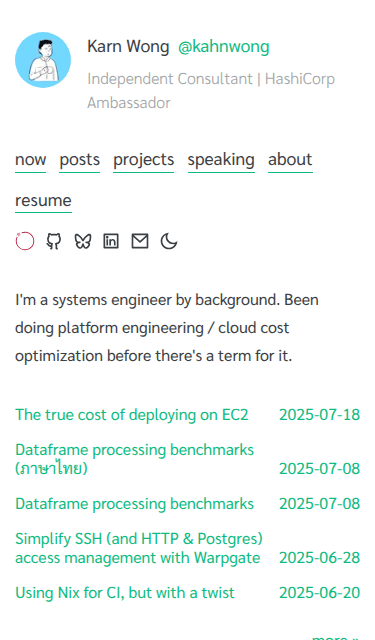 Karn Wong @kahnwong
Independent Consultant | HashiCorp
Ambassador
now posts projects speaking about
resume
I'm a systems engineer by background. Been
doing platform engineering / cloud cost
optimization before there's a term for it.
The true cost of deploying on EC2 2025-07-18
Dataframe processing benchmarks
(ภาษาไทย) 2025-07-08
Dataframe processing benchmarks 2025-07-08
Simplify SSH (and HTTP & Postgres)
access management with Warpgate 2025-06-28
Using Nix for CI, but with a twist 2025-06-20
more »